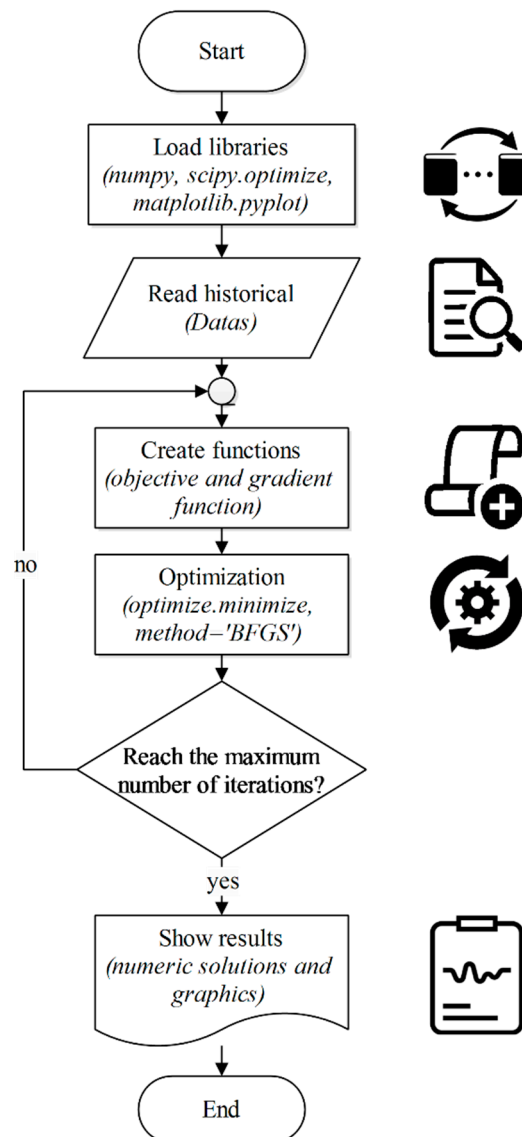 Start
Load libraries
(numpy, scipy.optimize,
matplotlib.pyplot)
Read historical
(Datas)
Create functions
(objective and gradient
function)
no
Optimization
(optimize.minimize,
method='BFGS')
Reach the maximum
number of iterations?
yes
Show results
(numeric solutions and
graphics)
End